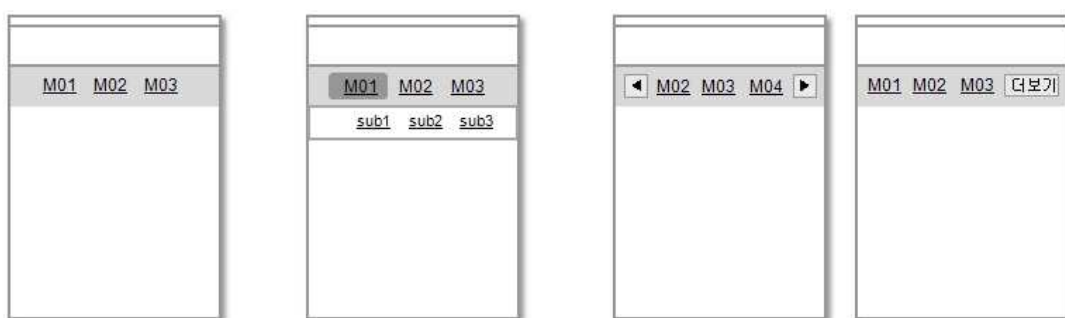 M01 M02 M03
M01 M02 M03
sub1 sub2 sub3
M02 M03 M04
M01 M02 M03 더보기